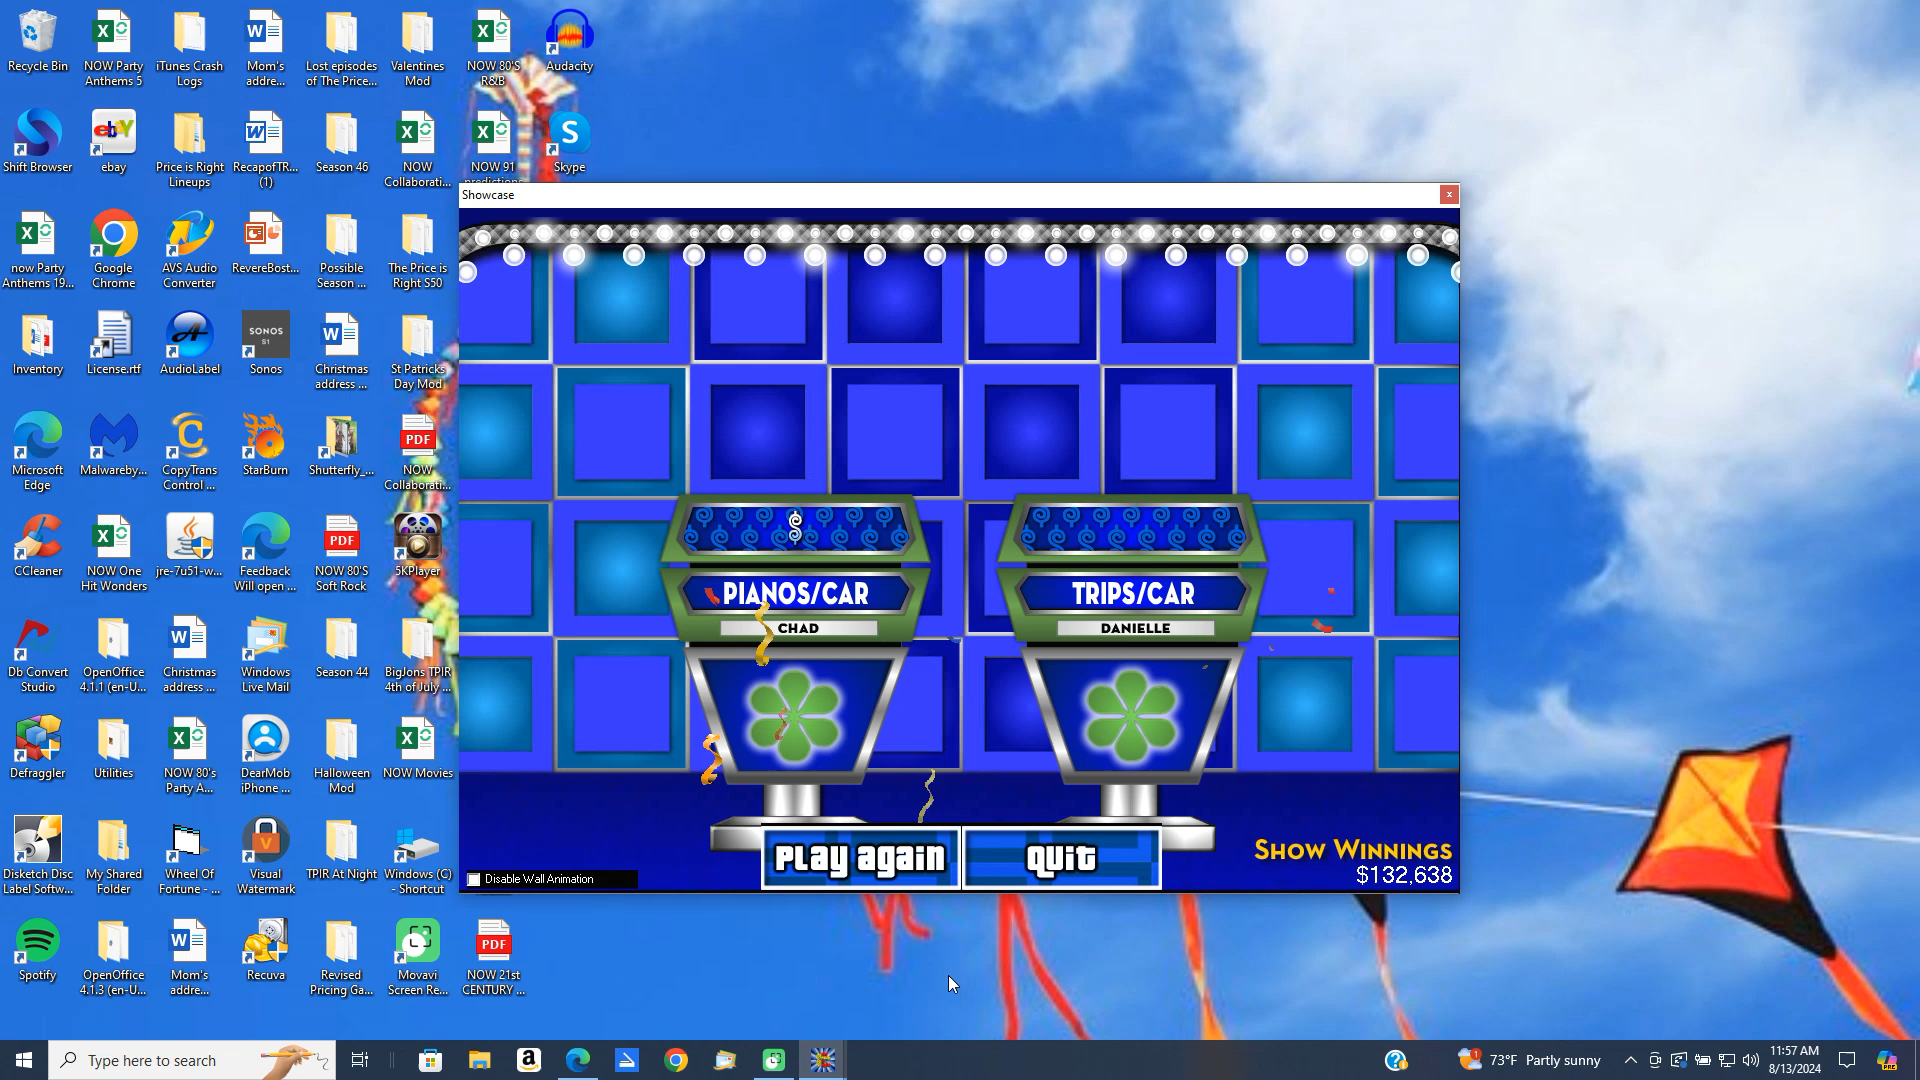 Recycle Bin
NOW Party
Anthems 5
iTunes Crash
Logs
Mom's
addre...
Lost episodes
of The Price...
Valentines
Mod
NOW 80'S
R&B
Audacity
Shift Browser
ebay
ebay
Price is Right
Lineups
RecapofTR...
(1)
Season 46
NOW
Collaborati...
NOW 91
predictions
S
Skype
now Party
Anthems 19...
Google
Chrome
AVS Audio
Converter
RevereBost...
Possible
Season ...
The Price is
Right S50
Inventory
License.rtf
AudioLabel
SONOS
S1
Sonos
Christmas
address ...
St Patricks
Day Mod
Microsoft
Edge
Malwareby...
CopyTrans
Control ...
StarBurn
Shutterfly_...
PDF
NOW
Collaborati...
CCleaner
NOW One
Hit Wonders
jre-7u51-w...
Feedback
Will open ...
PDF
NOW 80'S
Soft Rock
5KPlayer
Db Convert
Studio
OpenOffice
4.1.1 (en-U...
Christmas
address ...
Windows
Live Mail
Season 44
BigJons TPIR
4th of July ...
Defraggler
Utilities
NOW 80's
Party A...
DearMob
iPhone ...
Halloween
Mod
NOW Movies
Disketch Disc
Label Softw...
My Shared
Folder
Wheel Of
Fortune - ...
Visual
Watermark
TPIR At Night
Windows (C)
- Shortcut
Spotify
OpenOffice
4.1.3 (en-U...
Mom's
addre...
Recuva
Revised
Pricing Ga...
Movavi
Screen Re...
PDF
NOW 21st
CENTURY ...
Showcase
x
$
PIANOS/CAR
CHAD
TRIPS/CAR
DANIELLE
PLAY AGAIN
QUIT
SHOW WINNINGS
$132,638
Disable Wall Animation
Type here to search
1
73°F Partly sunny
11:57 AM
8/13/2024
PRE